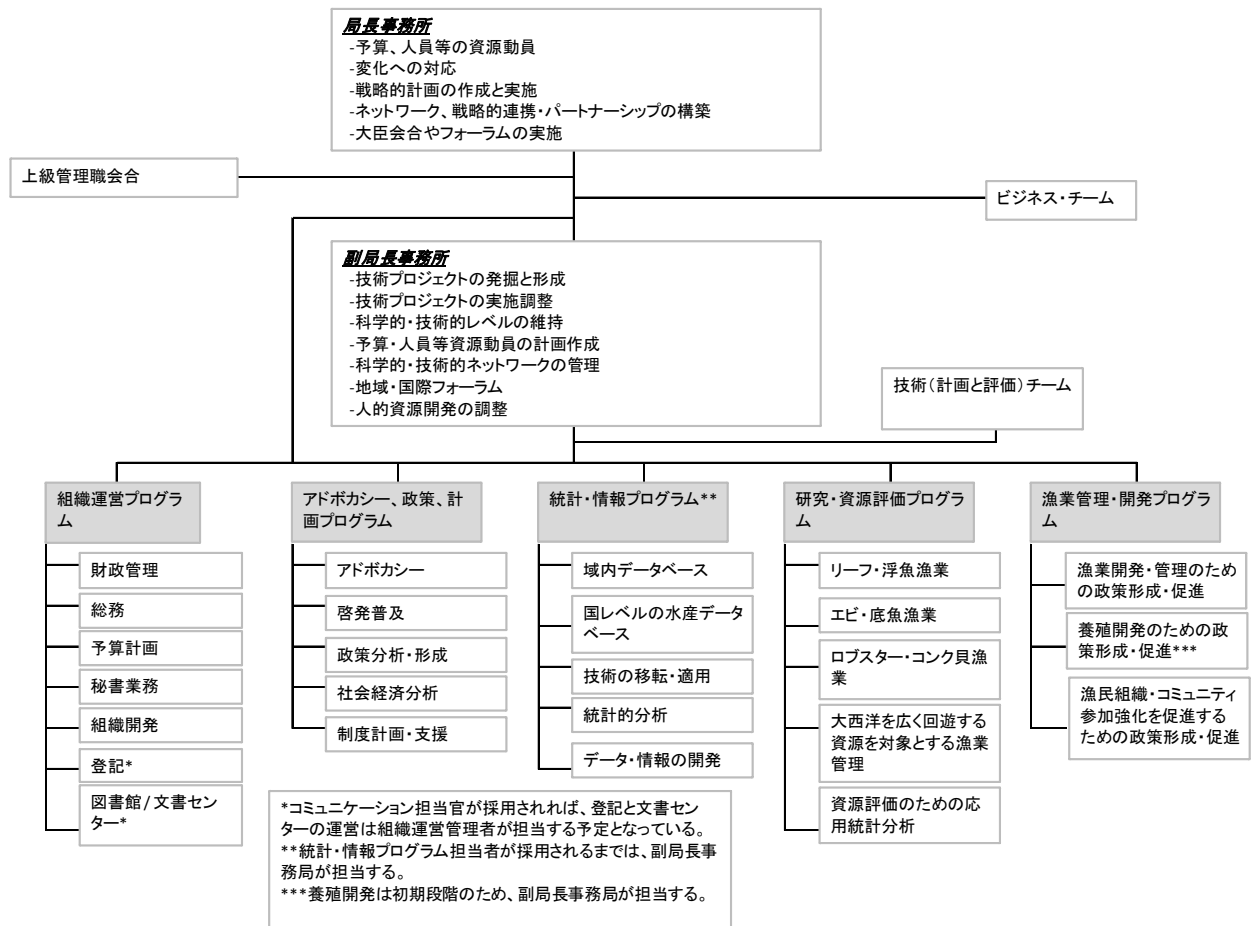 局長事務所
-予算、人員等の資源動員
-変化への対応
-戦略的計画の作成と実施
-ネットワーク、戦略的連携・パートナーシップの構築
-大臣会合やフォーラムの実施
上級管理職会合
ビジネス・チーム
副局長事務所
-技術プロジェクトの発掘と形成
-技術プロジェクトの実施調整
-科学的・技術的レベルの維持
-予算・人員等資源動員の計画作成
-科学的・技術的ネットワークの管理
-地域・国際フォーラム
-人的資源開発の調整
技術(計画と評価)チーム
組織運営プログラ
ム
財政管理
総務
予算計画
秘書業務
組織開発
登記*
図書館/文書セン
ター*
アドボカシー、政策、計
画プログラム
アドボカシー
啓発普及
政策分析・形成
社会経済分析
制度計画・支援
統計・情報プログラム**
域内データベース
国レベルの水産データ
ベース
技術の移転・適用
統計的分析
データ・情報の開発
研究・資源評価プログラ
ム
リーフ・浮魚漁業
エビ・底魚漁業
ロブスター・コンク貝漁
業
大西洋を広く回遊する
資源を対象とする漁業
管理
資源評価のための応
用統計分析
漁業管理・開発プログラ
ム
漁業開発・管理のため
の政策形成・促進
養殖開発のための政
策形成・促進***
漁民組織・コミュニティ
参加強化を促進する
ための政策形成・促進
*コミュニケーション担当官が採用されれば、登記と文書セン
ターの運営は組織運営管理者が担当する予定となっている。
**統計・情報プログラム担当者が採用されるまでは、副局長事
務局が担当する。
***養殖開発は初期段階のため、副局長事務局が担当する。